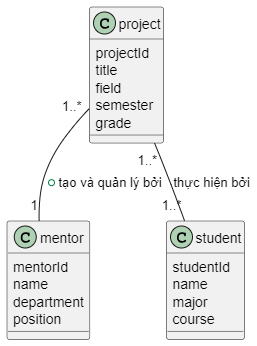 C project
projectId
title
field
semester
grade
1..*
1..*
tạo và quản lý bởi
thực hiện bởi
1
1..*
C mentor
mentorId
name
department
position
C student
studentId
name
major
course